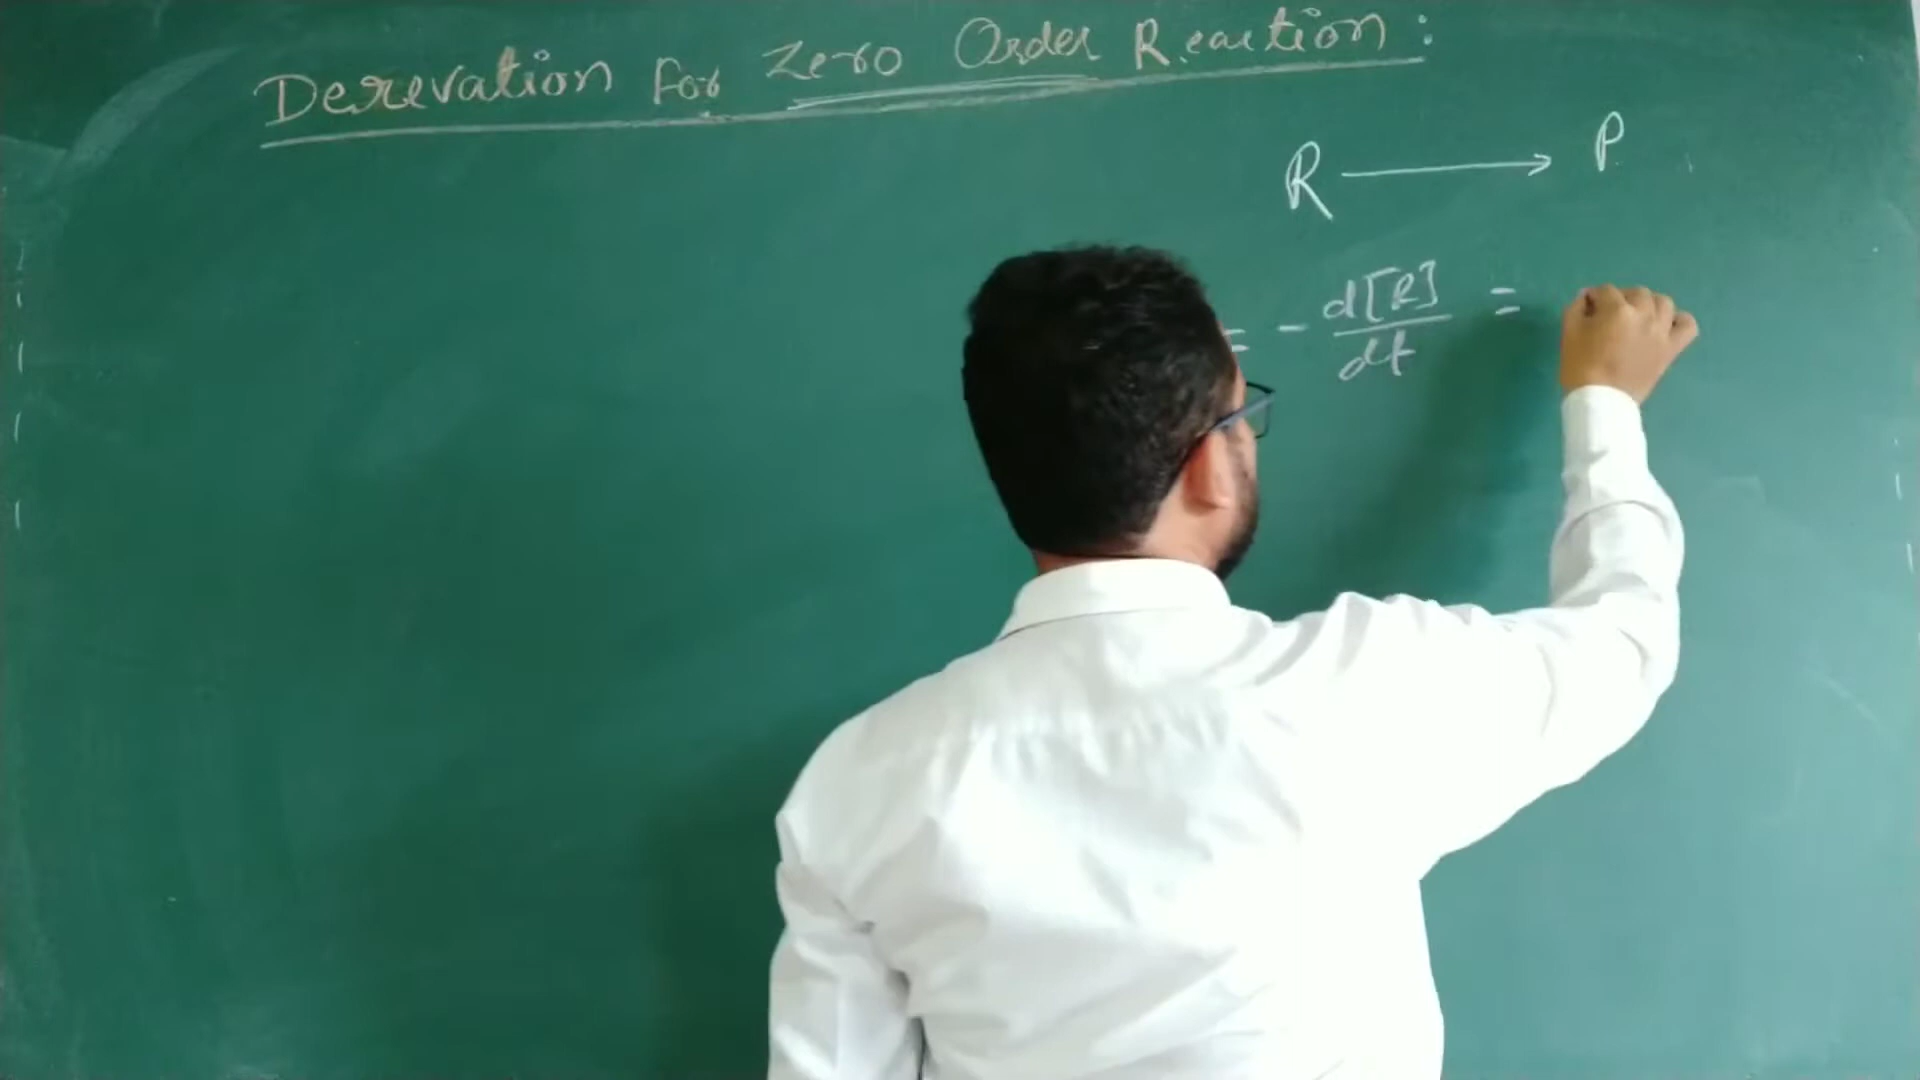 Derevation For Zero Order Reaction :
R ⟶ P
= - d[R]/dt =